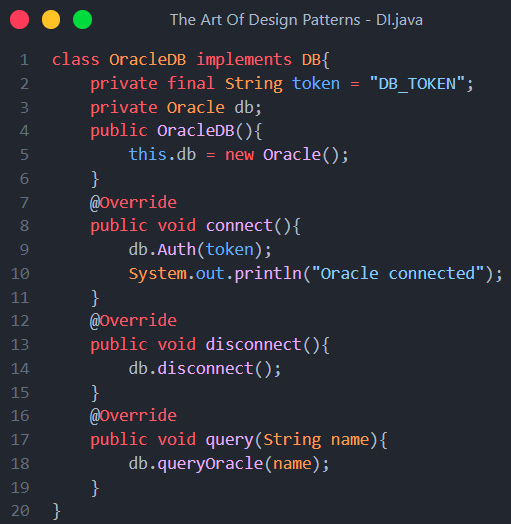 The Art Of Design Patterns - DI.java
1 class OracleDB implements DB{
2     private final String token = "DB_TOKEN";
3     private Oracle db;
4     public OracleDB(){
5         this.db = new Oracle();
6     }
7     @Override
8     public void connect(){
9         db.Auth(token);
10         System.out.println("Oracle connected");
11     }
12     @Override
13     public void disconnect(){
14         db.disconnect();
15     }
16     @Override
17     public void query(String name){
18         db.queryOracle(name);
19     }
20 }